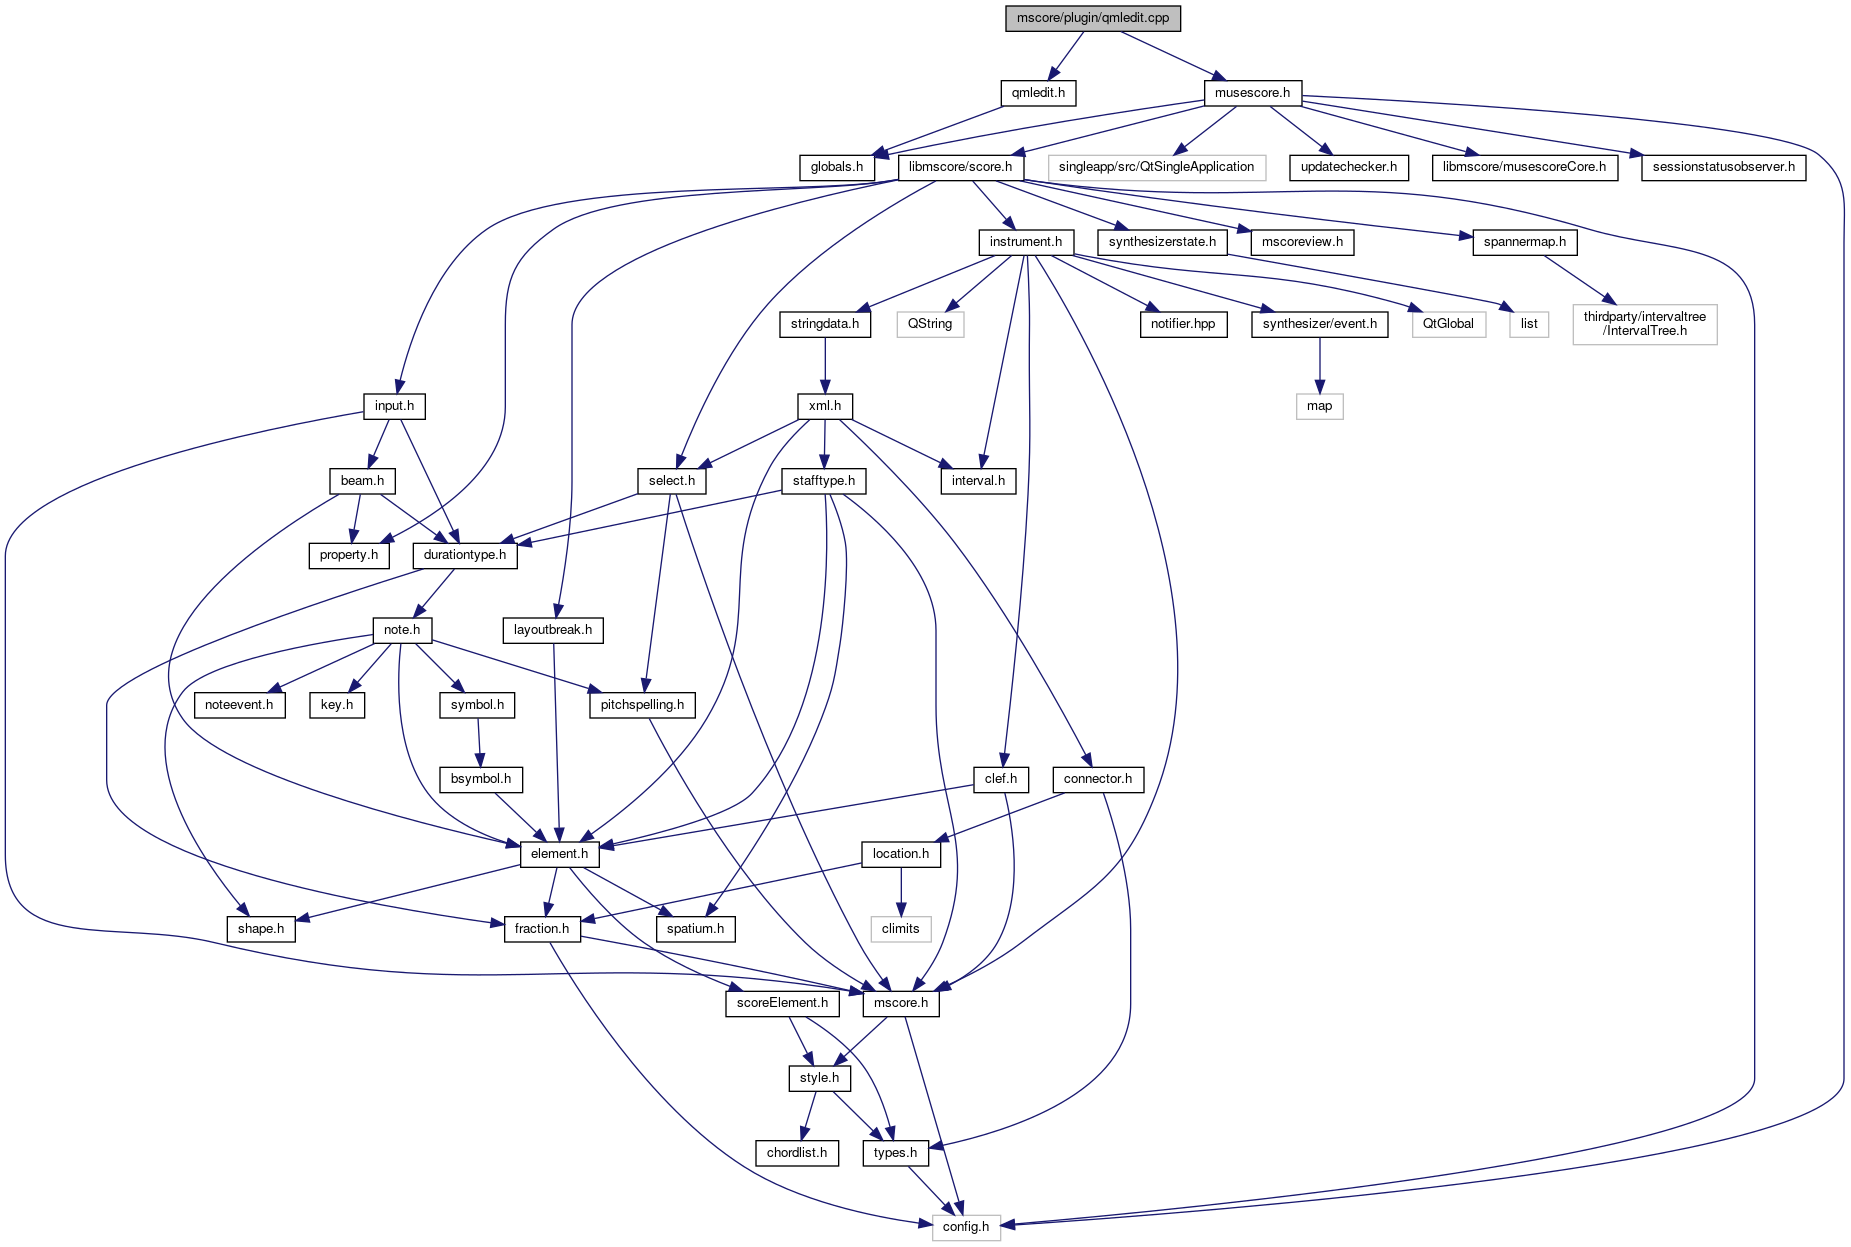 mscore/plugin/qmledit.cpp
qmledit.h
musescore.h
globals.h
libmscore/score.h
singleapp/src/QtSingleApplication
updatechecker.h
libmscore/musescoreCore.h
sessionstatusobserver.h
instrument.h
synthesizerstate.h
mscoreview.h
spannermap.h
stringdata.h
QString
notifier.hpp
synthesizer/event.h
QtGlobal
list
thirdparty/intervaltree
/IntervalTree.h
input.h
xml.h
map
beam.h
select.h
stafftype.h
interval.h
property.h
durationtype.h
note.h
layoutbreak.h
noteevent.h
key.h
symbol.h
pitchspelling.h
bsymbol.h
clef.h
connector.h
element.h
location.h
shape.h
fraction.h
spatium.h
climits
scoreElement.h
mscore.h
style.h
chordlist.h
types.h
config.h